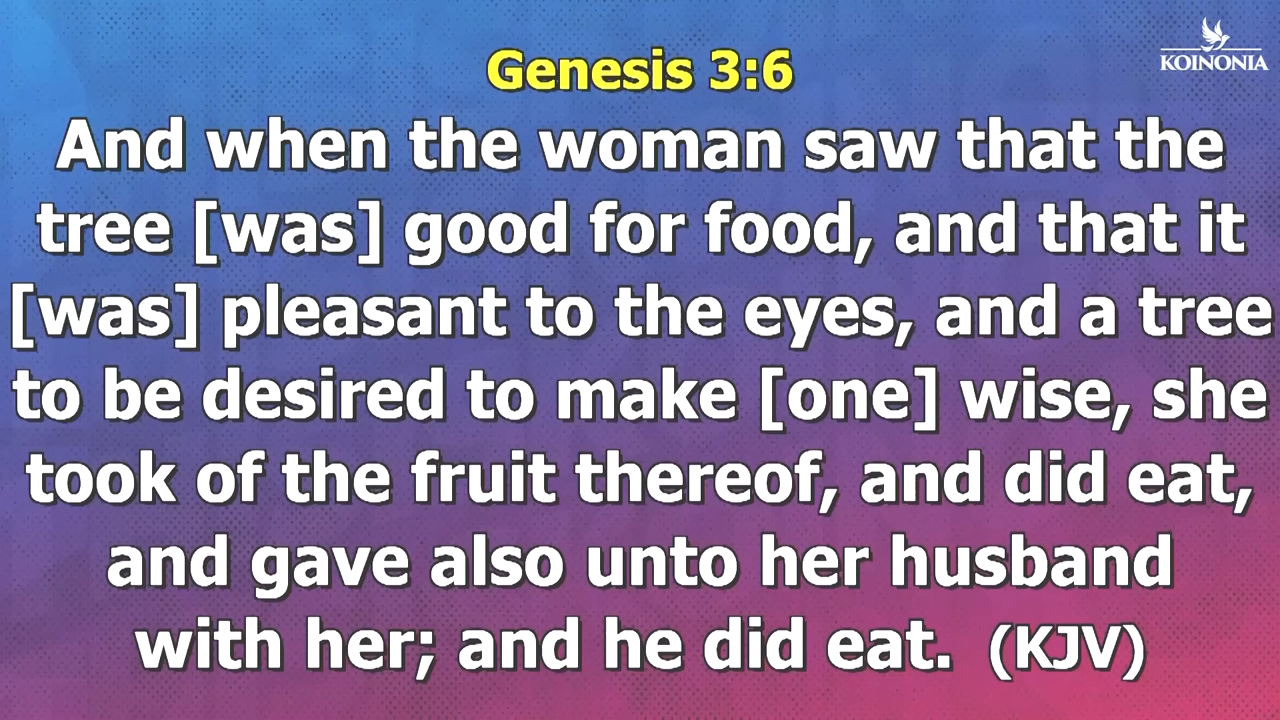 KOINONIA
Genesis 3:6
And when the woman saw that the
tree [was] good for food, and that it
[was] pleasant to the eyes, and a tree
to be desired to make [one] wise, she
took of the fruit thereof, and did eat,
and gave also unto her husband
with her; and he did eat. (KJV)